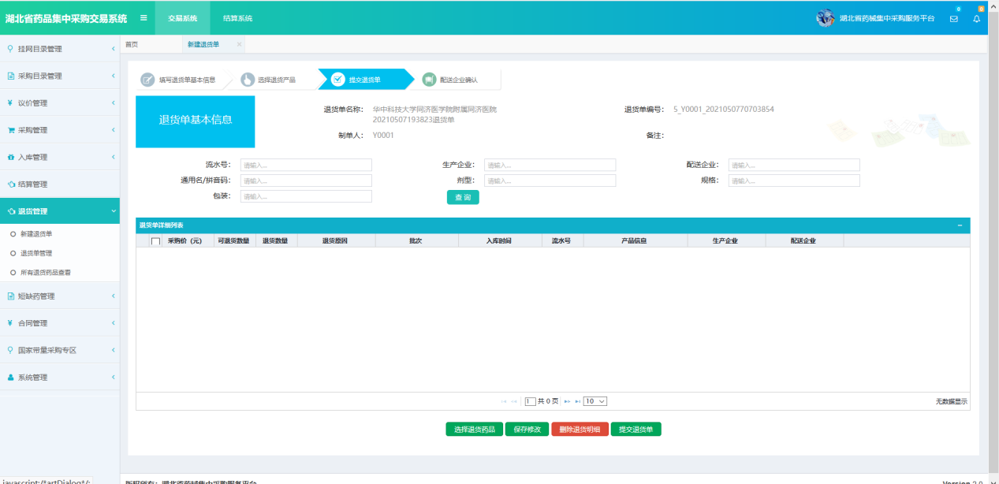 湖北省药品集中采购交易系统
交易系统
结算系统
湖北省药械集中采购服务平台
0
0
挂网目录管理
采购目录管理
议价管理
采购管理
入库管理
结算管理
退货管理
新建退货单
退货单管理
所有退货药品查看
短缺药管理
合同管理
国家带量采购专区
系统管理
首页
新建退货单
填写退货单基本信息
选择退货产品
提交退货单
配送企业确认
退货单基本信息
退货单名称: 华中科技大学同济医学院附属同济医院
20210507193823退货单
退货单编号: 5_Y0001_2021050770703854
制单人: Y0001
备注:
流水号: 请输入...
生产企业: 请输入...
配送企业: 请输入...
通用名/拼音码: 请输入...
剂型: 请输入...
规格: 请输入...
包装: 请输入...
查 询
退货单详细列表
采购价（元） 可退货数量 退货数量 退货原因 批次 入库时间 流水号 产品信息 生产企业 配送企业
1 共 0 页 10
无数据显示
选择退货药品 保存修改 删除退货明细 提交退货单
javascript:/*artDialog*/;
版权所有：湖北省药械集中采购服务平台
Version 2.0